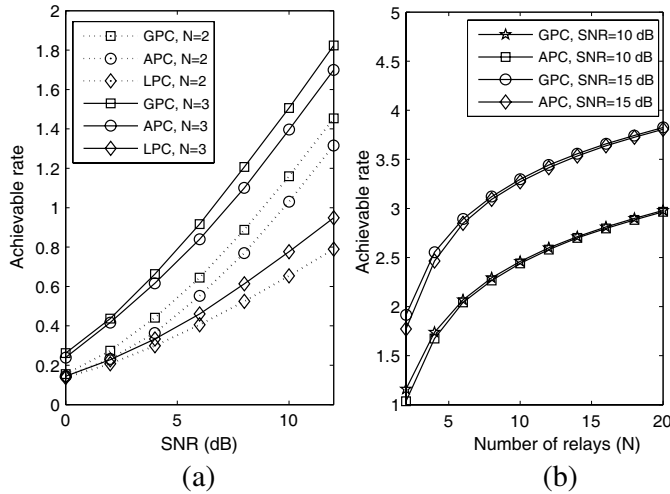 2
1.8
1.6
1.4
1.2
1
0.8
0.6
0.4
0.2
0
Achievable rate
GPC, N=2
APC, N=2
LPC, N=2
GPC, N=3
APC, N=3
LPC, N=3
0 5 10
SNR (dB)
(a)
5
4.5
4
3.5
3
2.5
2
1.5
1
Achievable rate
GPC, SNR=10 dB
APC, SNR=10 dB
GPC, SNR=15 dB
APC, SNR=15 dB
5 10 15 20
Number of relays (N)
(b)